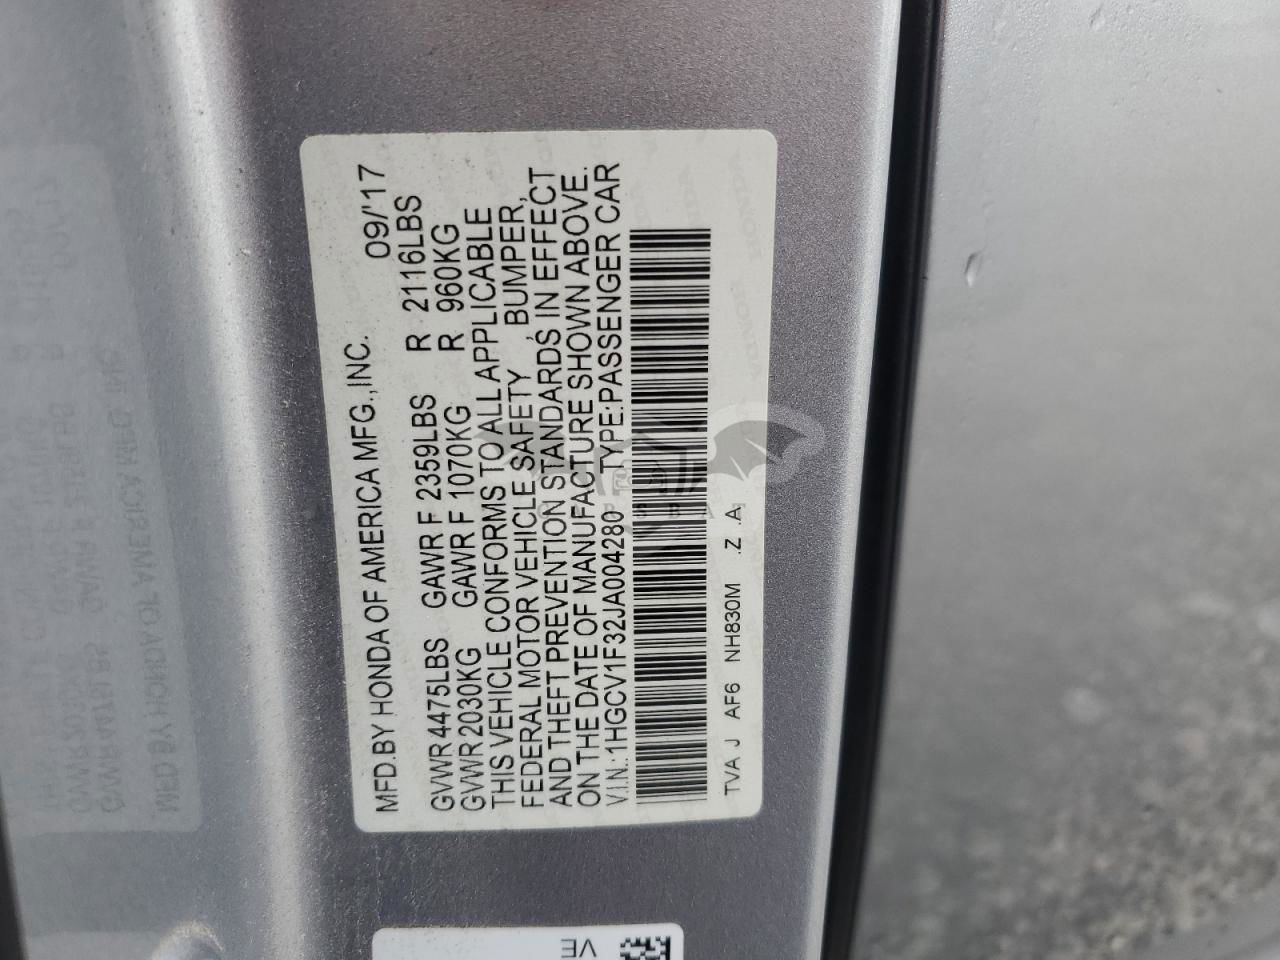 MFD.BY HONDA OF AMERICA MFG.,INC. 09/'17
GVWR 4475LBS GAWR F 2359LBS R 2116LBS
GVWR 2030KG GAWR F 1070KG R 960KG
THIS VEHICLE CONFORMS TO ALL APPLICABLE
FEDERAL MOTOR VEHICLE SAFETY, BUMPER,
AND THEFT PREVENTION STANDARDS IN EFFECT
ON THE DATE OF MANUFACTURE SHOWN ABOVE.
V.I.N.:1HGCV1F32JA004280 TYPE:PASSENGER CAR
TVA J AF6 NH830M .Z .A
VE